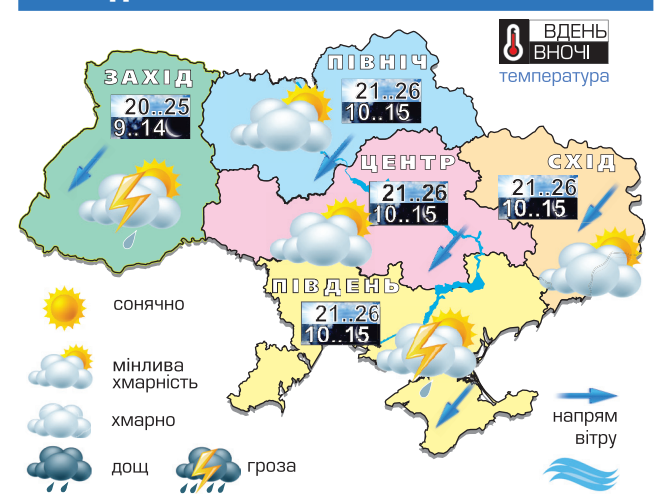 ВДЕНЬ
ВНОЧІ
температура
ЗАХІД
20..25
9..14
ПІВНІЧ
21..26
10..15
ЦЕНТР
21..26
10..15
СХІД
21..26
10..15
ПІВДЕНЬ
21..26
10..15
сонячно
мінлива
хмарність
хмарно
дощ
гроза
напрям
вітру